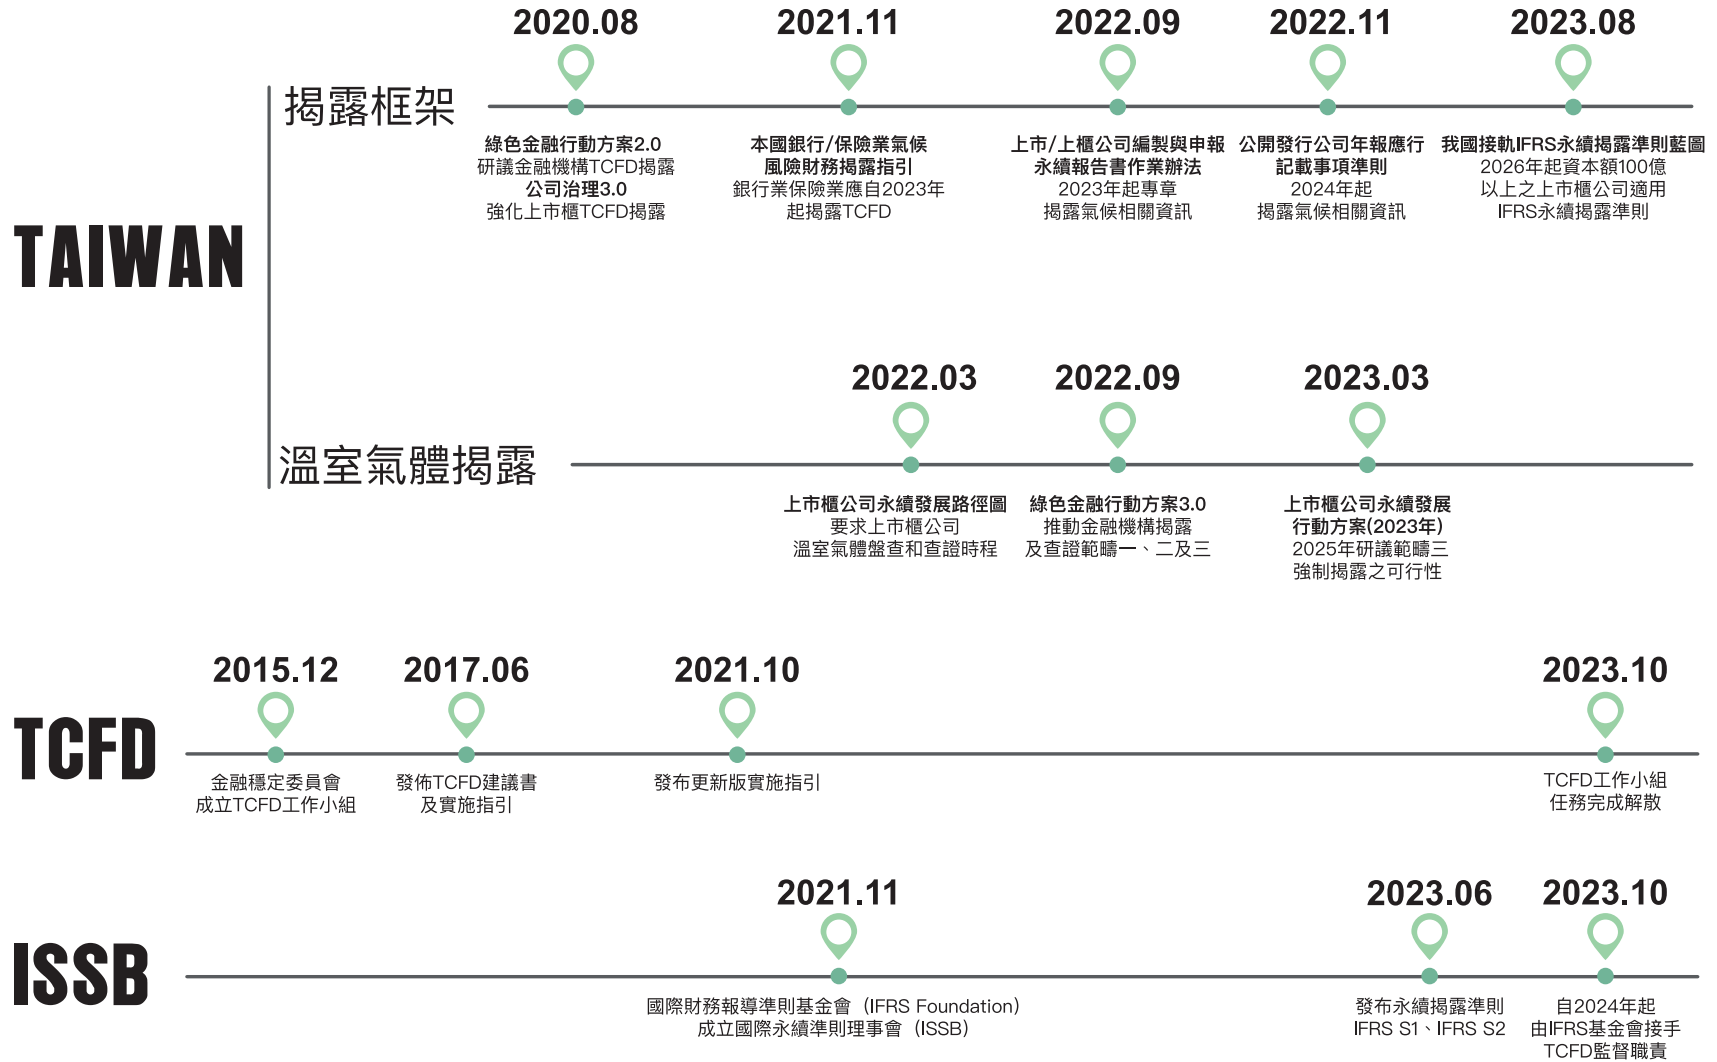 TAIWAN
揭露框架
2020.08
綠色金融行動方案2.0
研議金融機構TCFD揭露
公司治理3.0
強化上市櫃TCFD揭露
2021.11
本國銀行/保險業氣候
風險財務揭露指引
銀行業保險業應自2023年
起揭露TCFD
2022.09
上市/上櫃公司編製與申報
永續報告書作業辦法
2023年起專章
揭露氣候相關資訊
2022.11
公開發行公司年報應行
記載事項準則
2024年起
揭露氣候相關資訊
2023.08
我國接軌IFRS永續揭露準則藍圖
2026年起資本額100億
以上之上市櫃公司適用
IFRS永續揭露準則
溫室氣體揭露
2022.03
上市櫃公司永續發展路徑圖
要求上市櫃公司
溫室氣體盤查和查證時程
2022.09
綠色金融行動方案3.0
推動金融機構揭露
及查證範疇一、二及三
2023.03
上市櫃公司永續發展
行動方案(2023年)
2025年研議範疇三
強制揭露之可行性
TCFD
2015.12
金融穩定委員會
成立TCFD工作小組
2017.06
發佈TCFD建議書
及實施指引
2021.10
發布更新版實施指引
2023.10
TCFD工作小組
任務完成解散
ISSB
2021.11
國際財務報導準則基金會（IFRS Foundation）
成立國際永續準則理事會（ISSB）
2023.06
發布永續揭露準則
IFRS S1、IFRS S2
2023.10
自2024年起
由IFRS基金會接手
TCFD監督職責